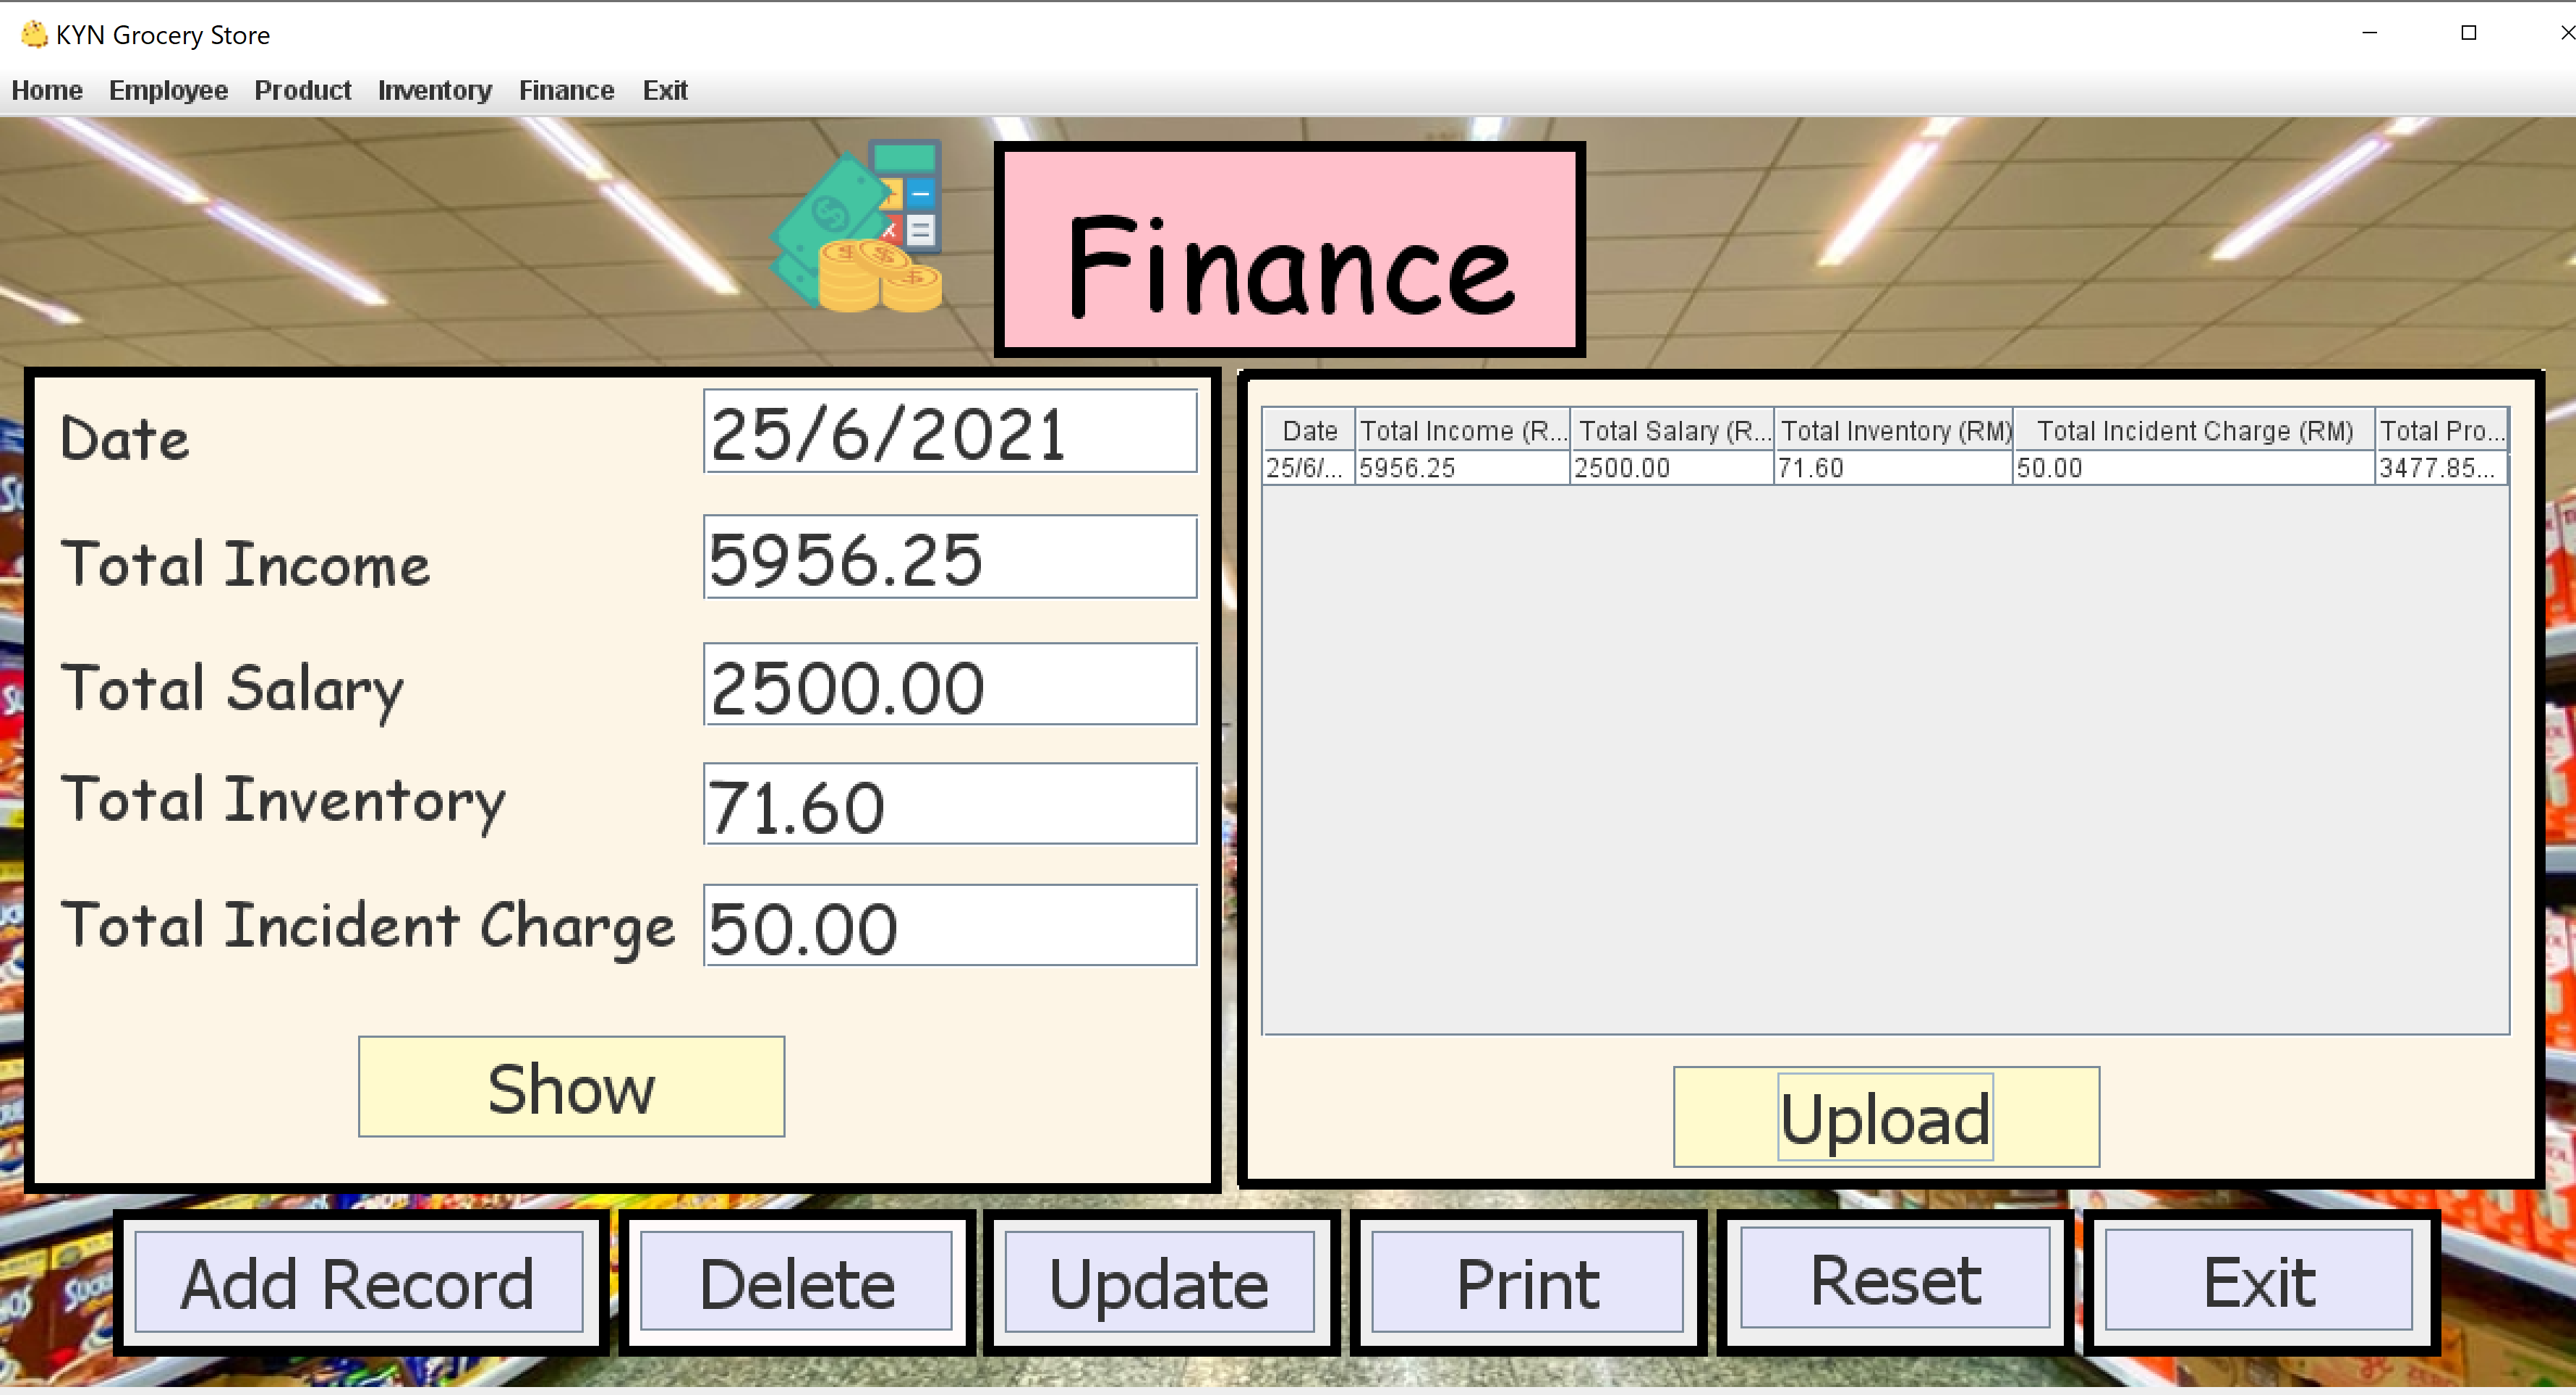 KYN Grocery Store
Home Employee Product Inventory Finance Exit
Finance
Date 25/6/2021
Total Income 5956.25
Total Salary 2500.00
Total Inventory 71.60
Total Incident Charge 50.00
Show
Date Total Income (R... Total Salary (R... Total Inventory (RM) Total Incident Charge (RM) Total Pro...
25/6/... 5956.25 2500.00 71.60 50.00 3477.85...
Upload
Add Record Delete Update Print Reset Exit